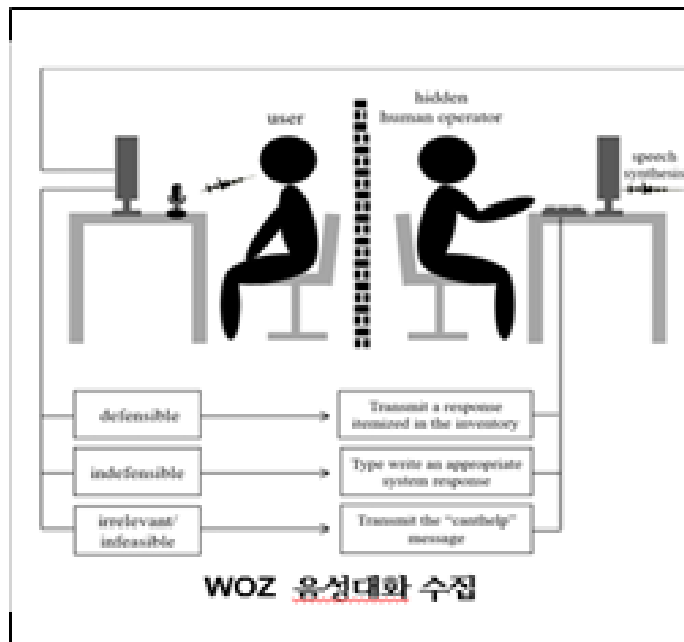 hidden
user
human operator
speech
synthesis
defensible
Transmit a response
itemized in the inventory
indefensible
Type write an appropriate
system response
irrelevant/
infeasible
Transmit the “canthelp”
message
WOZ 음성대화 수집